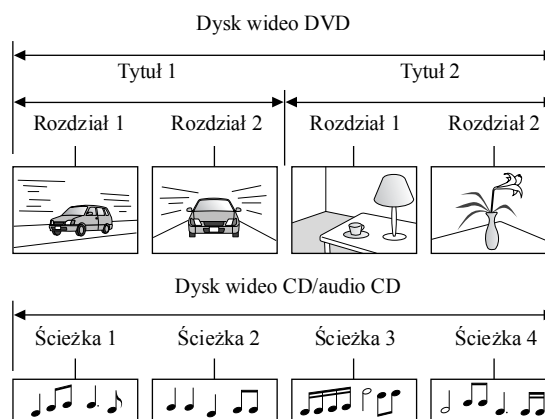 Dysk wideo DVD
Tytuł 1 Tytuł 2
Rozdział 1 Rozdział 2 Rozdział 1 Rozdział 2
Dysk wideo CD/audio CD
Ścieżka 1 Ścieżka 2 Ścieżka 3 Ścieżka 4